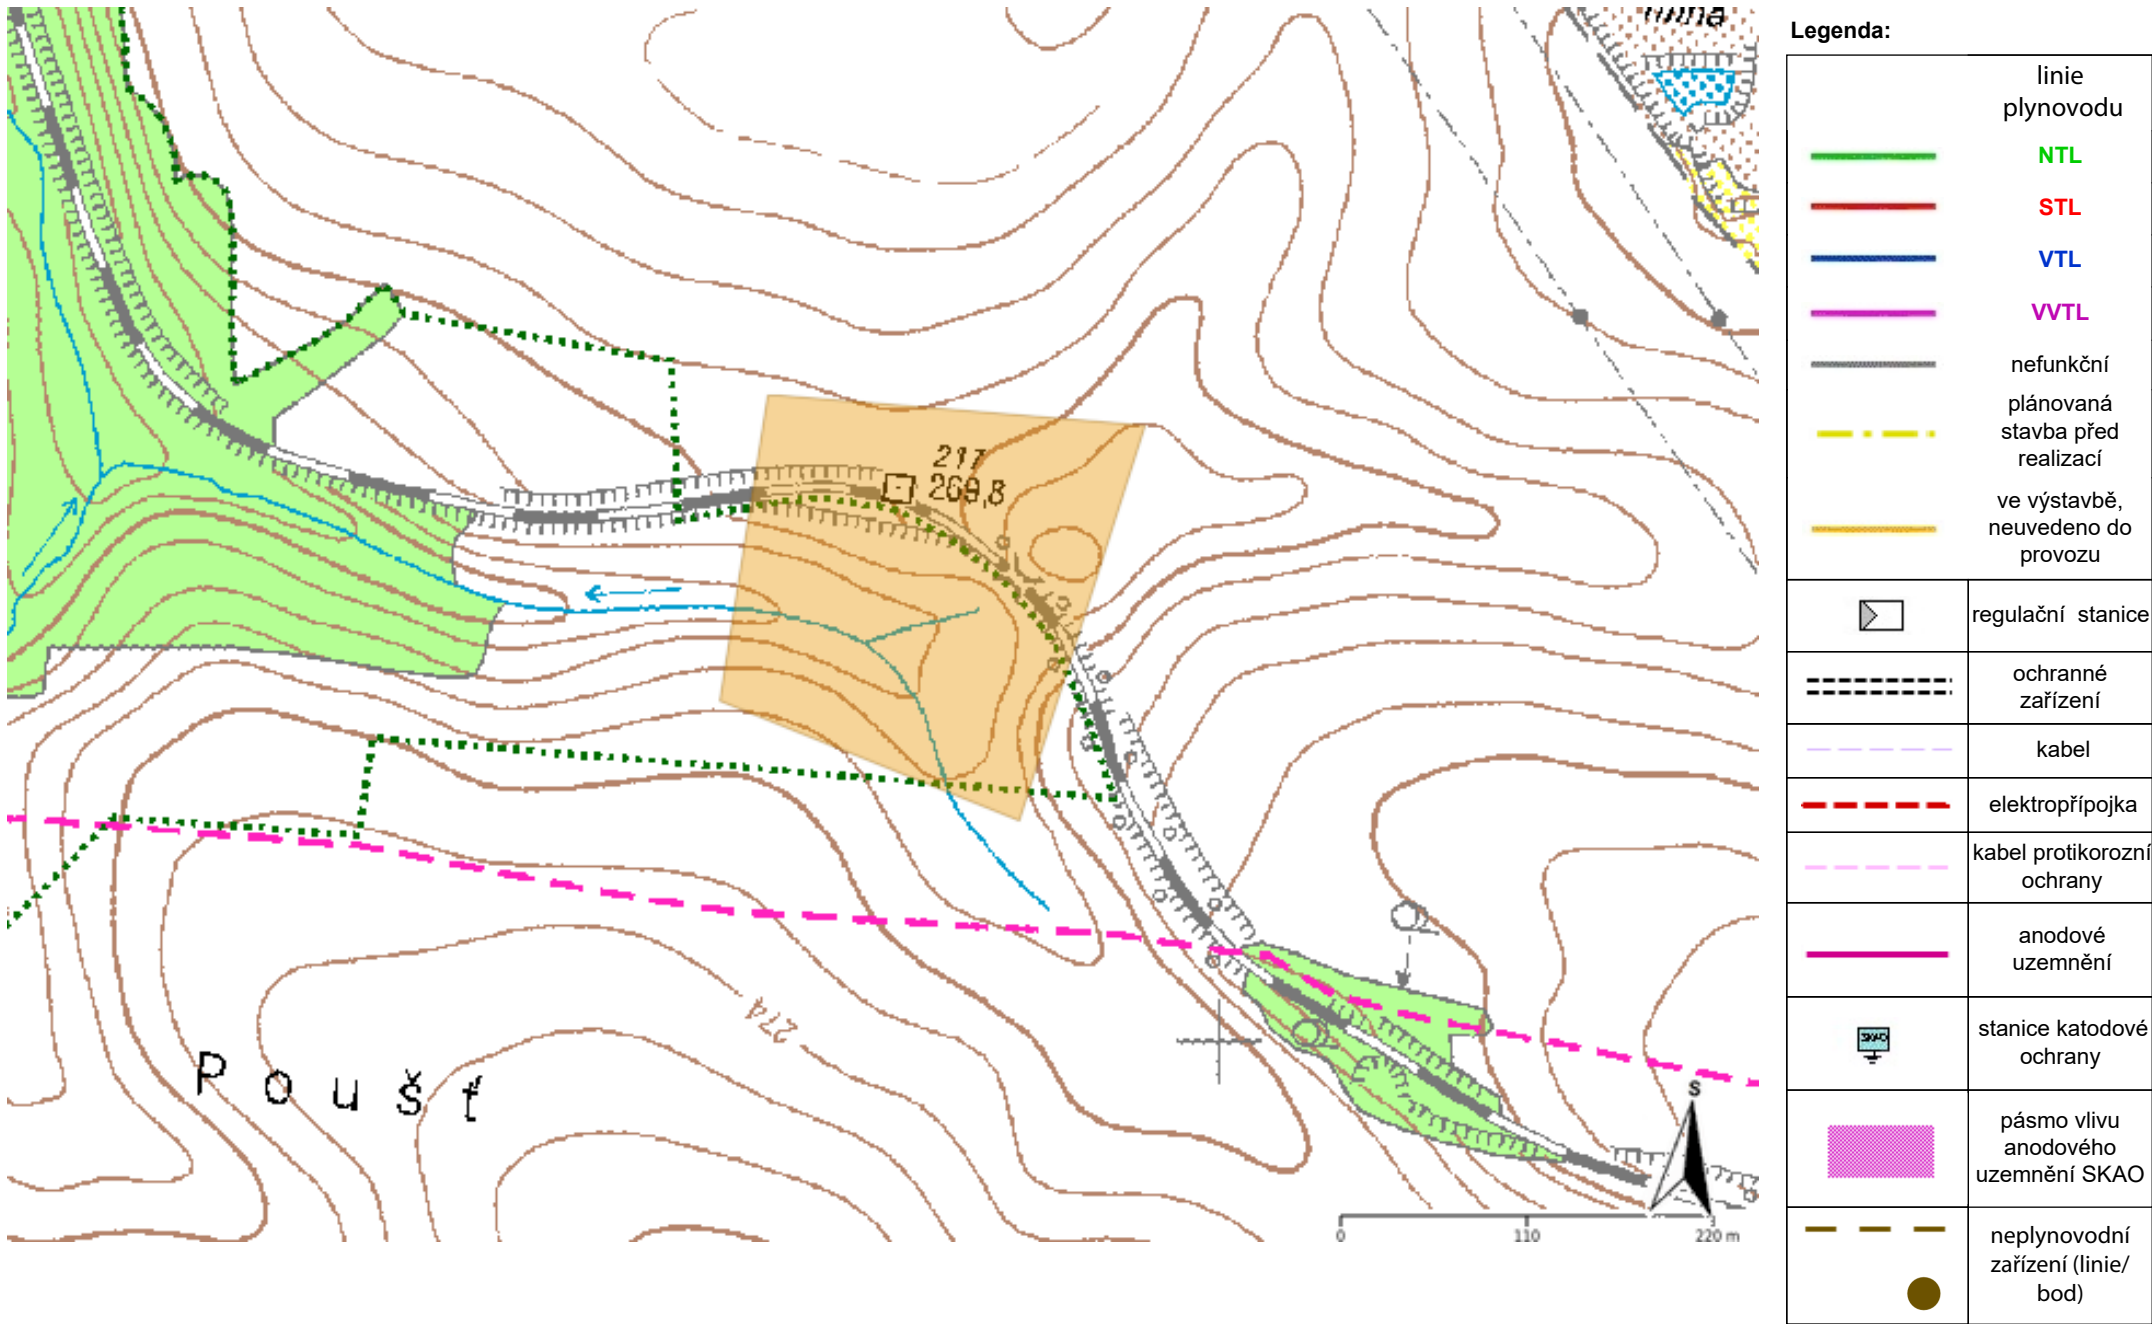 217
269,8
274
Poušť
S
0 110 220 m
Legenda:
linie
plynovodu
NTL
STL
VTL
VVTL
nefunkční
plánovaná
stavba před
realizací
ve výstavbě,
neuvedeno do
provozu
regulační stanice
ochranné
zařízení
kabel
elektropřípojka
kabel protikorozní
ochrany
anodové
uzemnění
SKAO
stanice katodové
ochrany
pásmo vlivu
anodového
uzemnění SKAO
neplynovodní
zařízení (linie/
bod)